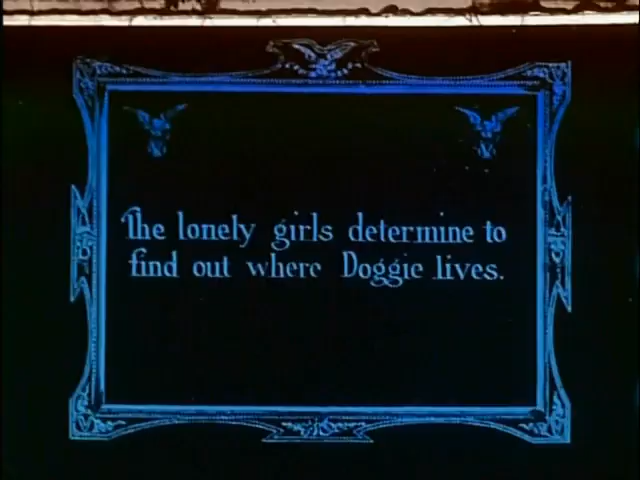 The lonely girls determine to
find out where Doggie lives.